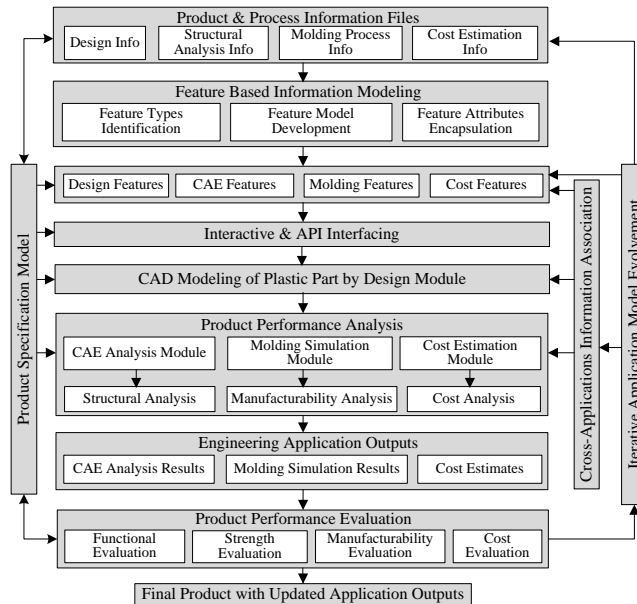 Product & Process Information Files
Design Info
Structural
Analysis Info
Molding Process
Info
Cost Estimation
Info
Feature Based Information Modeling
Feature Types
Identification
Feature Model
Development
Feature Attributes
Encapsulation
Design Features
CAE Features
Molding Features
Cost Features
Interactive & API Interfacing
CAD Modeling of Plastic Part by Design Module
Product Performance Analysis
CAE Analysis Module
Molding Simulation
Module
Cost Estimation
Module
Structural Analysis
Manufacturability Analysis
Cost Analysis
Engineering Application Outputs
CAE Analysis Results
Molding Simulation Results
Cost Estimates
Product Performance Evaluation
Functional
Evaluation
Strength
Evaluation
Manufacturability
Evaluation
Cost
Evaluation
Final Product with Updated Application Outputs
Product Specification Model
Cross-Applications Information Association
Iterative Application Model Evolvement